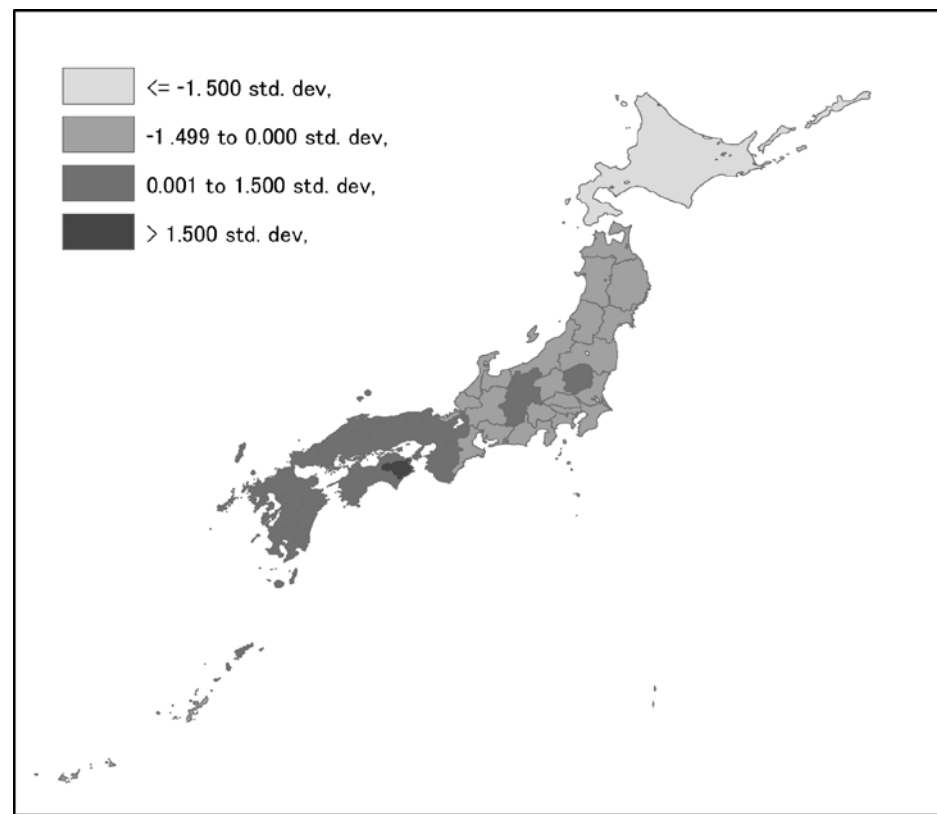 <= -1.500 std. dev,
-1.499 to 0.000 std. dev,
0.001 to 1.500 std. dev,
> 1.500 std. dev,